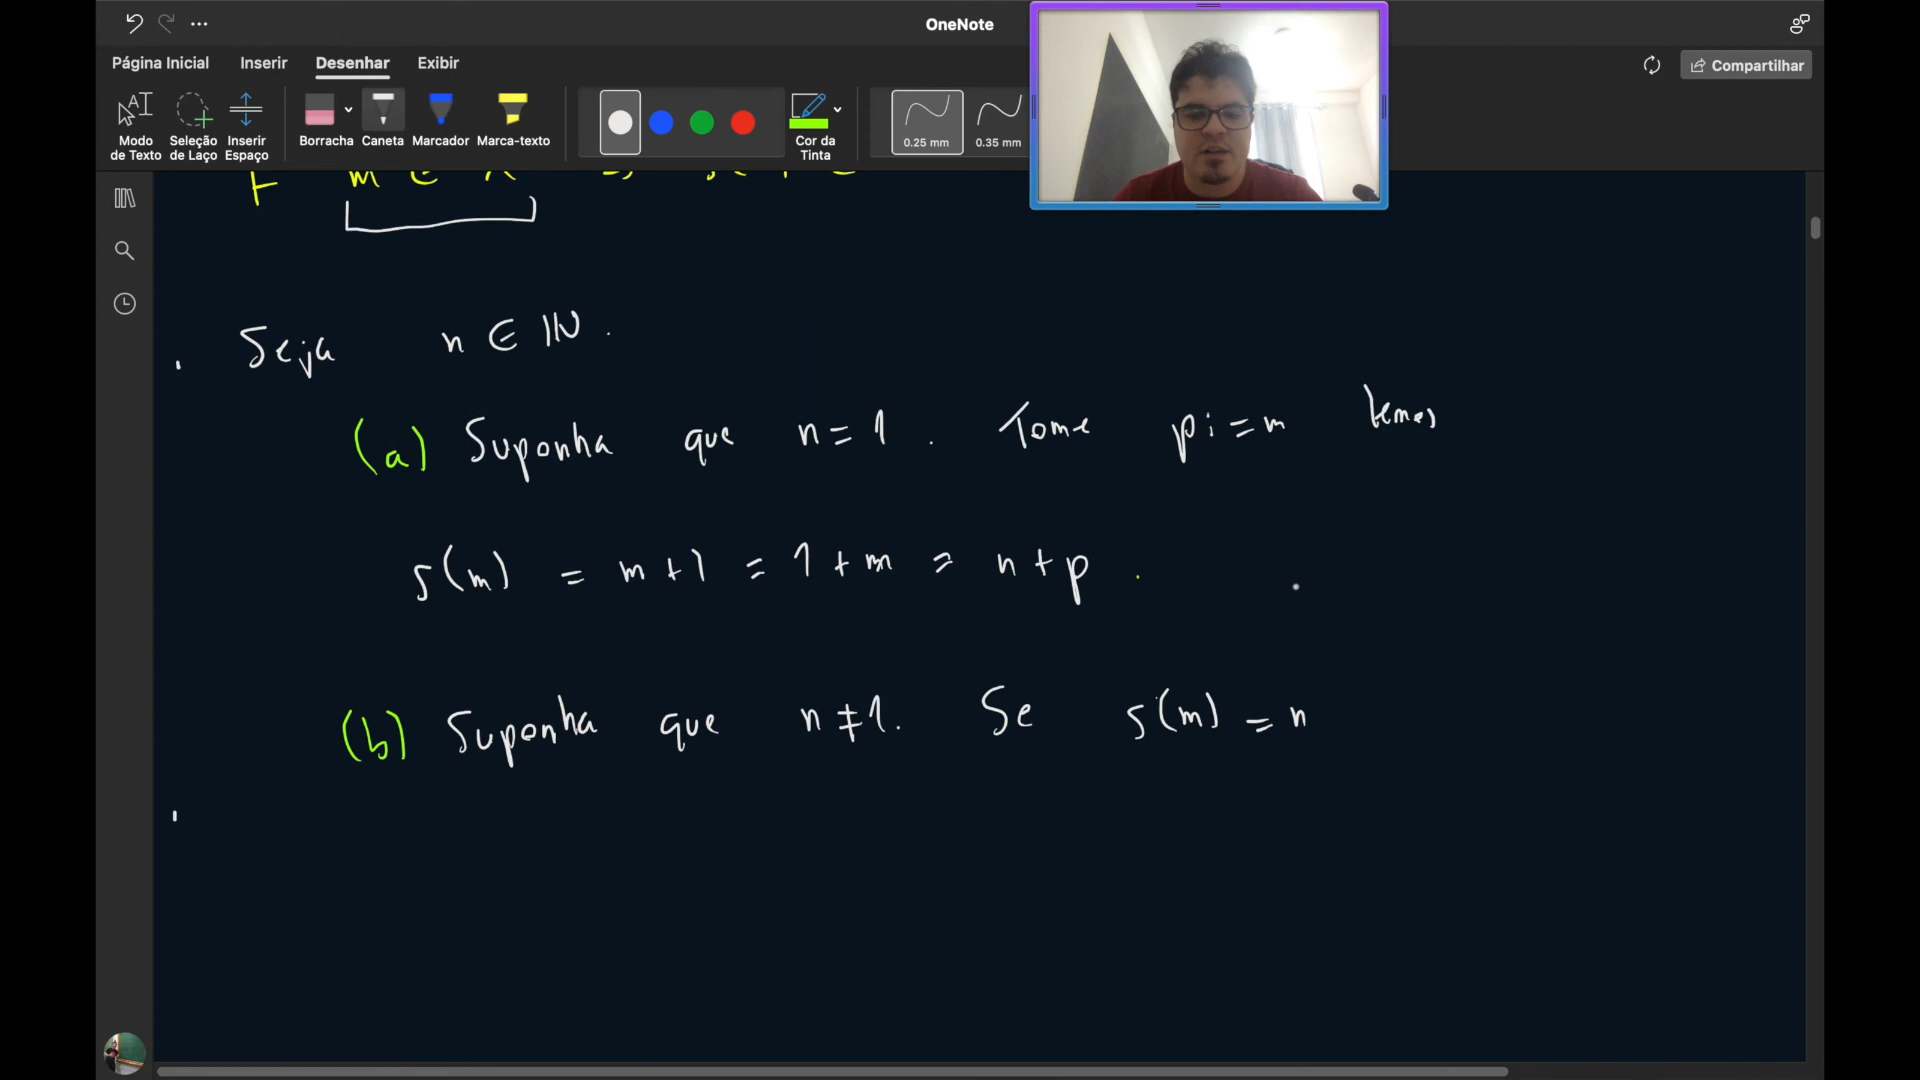 OneNote
Página Inicial Inserir Desenhar Exibir
Compartilhar
Modo de Texto
Seleção de Laço
Inserir Espaço
Borracha
Caneta
Marcador
Marca-texto
Cor da Tinta
0.25 mm
0.35 mm
. Seja n ∈ ℕ .
(a) Suponha que n = 1 . Tome p := m temos
s(m) = m + 1 = 1 + m = n + p .
(b) Suponha que n ≠ 1. Se s(m) = n